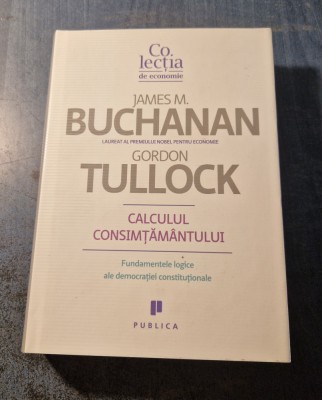 Co.
lecția
de economie
JAMES M.
BUCHANAN
LAUREAT AL PREMIULUI NOBEL PENTRU ECONOMIE
GORDON
TULLOCK
CALCULUL
CONSIMȚĂMÂNTULUI
Fundamentele logice
ale democrației constituționale
PUBLICA